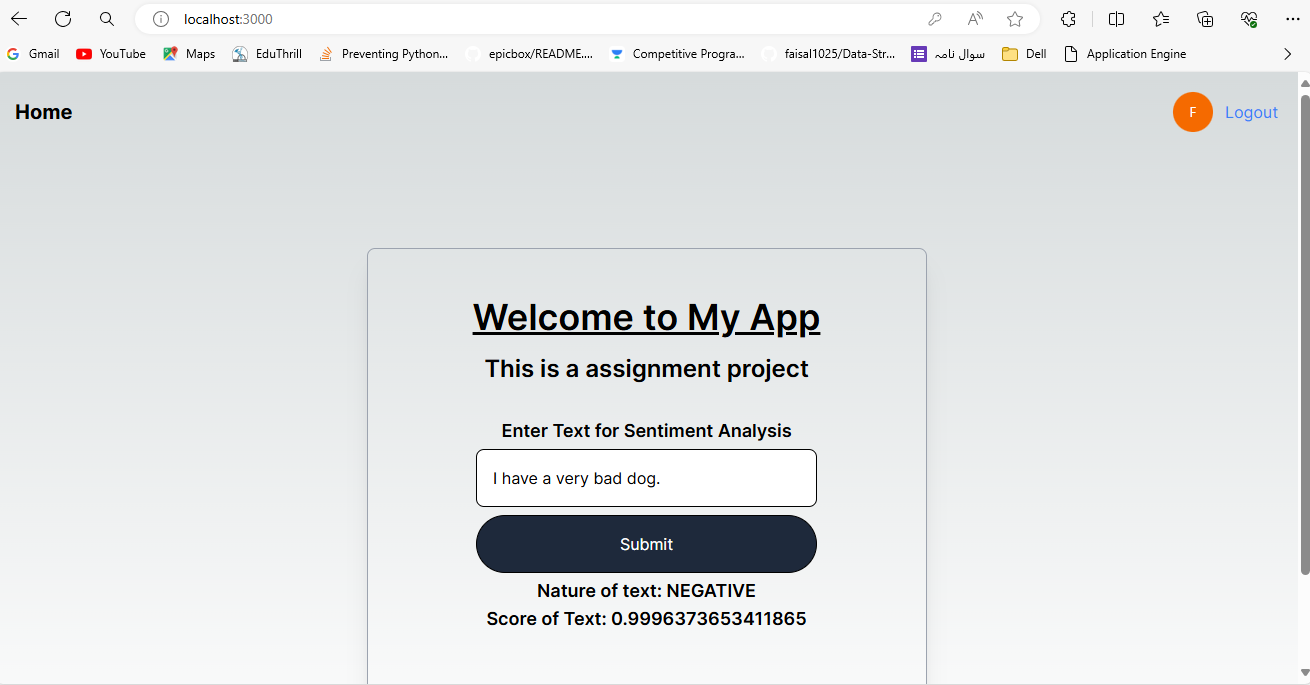 localhost:3000
Gmail YouTube Maps EduThrill Preventing Python... epicbox/README.... Competitive Progra... faisal1025/Data-Str... سوال نامہ Dell Application Engine
Home F Logout
Welcome to My App
This is a assignment project
Enter Text for Sentiment Analysis
I have a very bad dog.
Submit
Nature of text: NEGATIVE
Score of Text: 0.9996373653411865